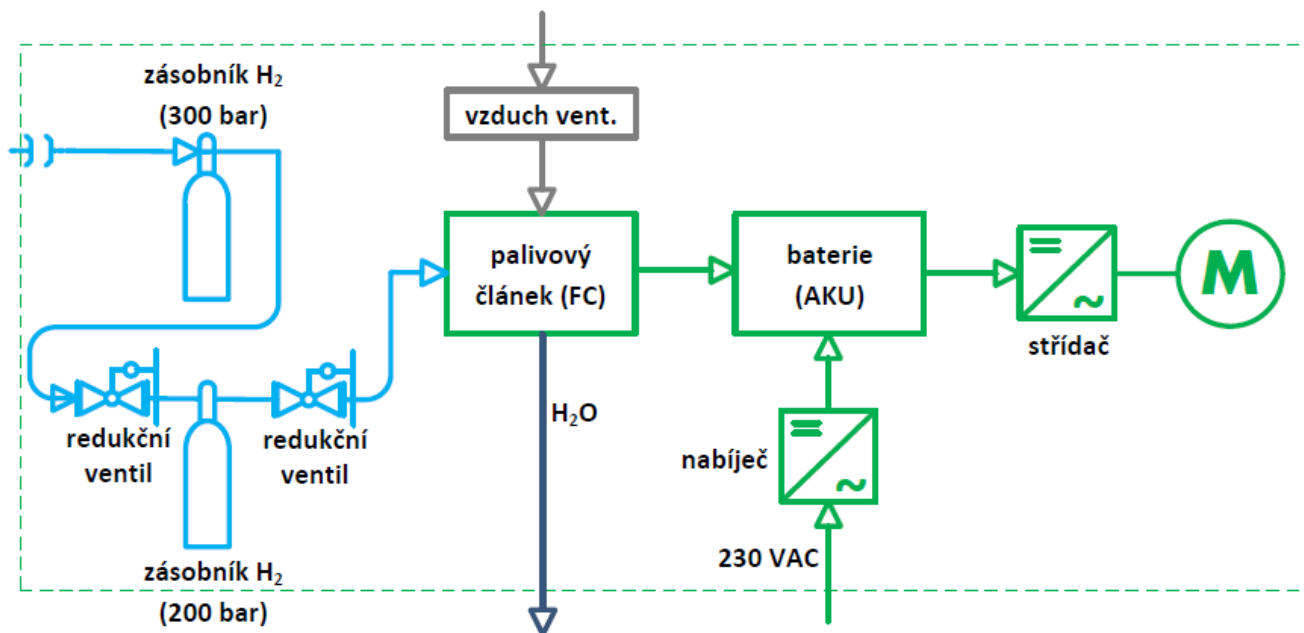 zásobník H₂
(300 bar)
vzduch vent.
palivový
článek (FC)
baterie
(AKU)
M
střídač
redukční
ventil
redukční
ventil
H₂O
nabíječ
230 VAC
zásobník H₂
(200 bar)